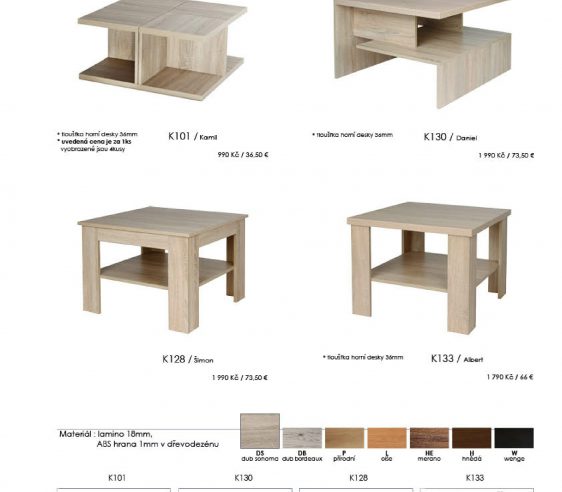 * tloušťka horní desky 36mm
* uvedená cena je za 1ks
vyobrazené jsou 4kusy
K101 / Kamil
990 Kč / 36,50 €
* tloušťka horní desky 36mm
K130 / Daniel
1 990 Kč / 73,50 €
K128 / Šimon
1 990 Kč / 73,50 €
* tloušťka horní desky 36mm
K133 / Albert
1 790 Kč / 66 €
Materiál : lamino 18mm,
ABS hrana 1mm v dřevodezénu
DS DB P L HE H W
dub sonoma dub bordeaux přírodní olše merano hnědá wenge
K101 K130 K128 K133